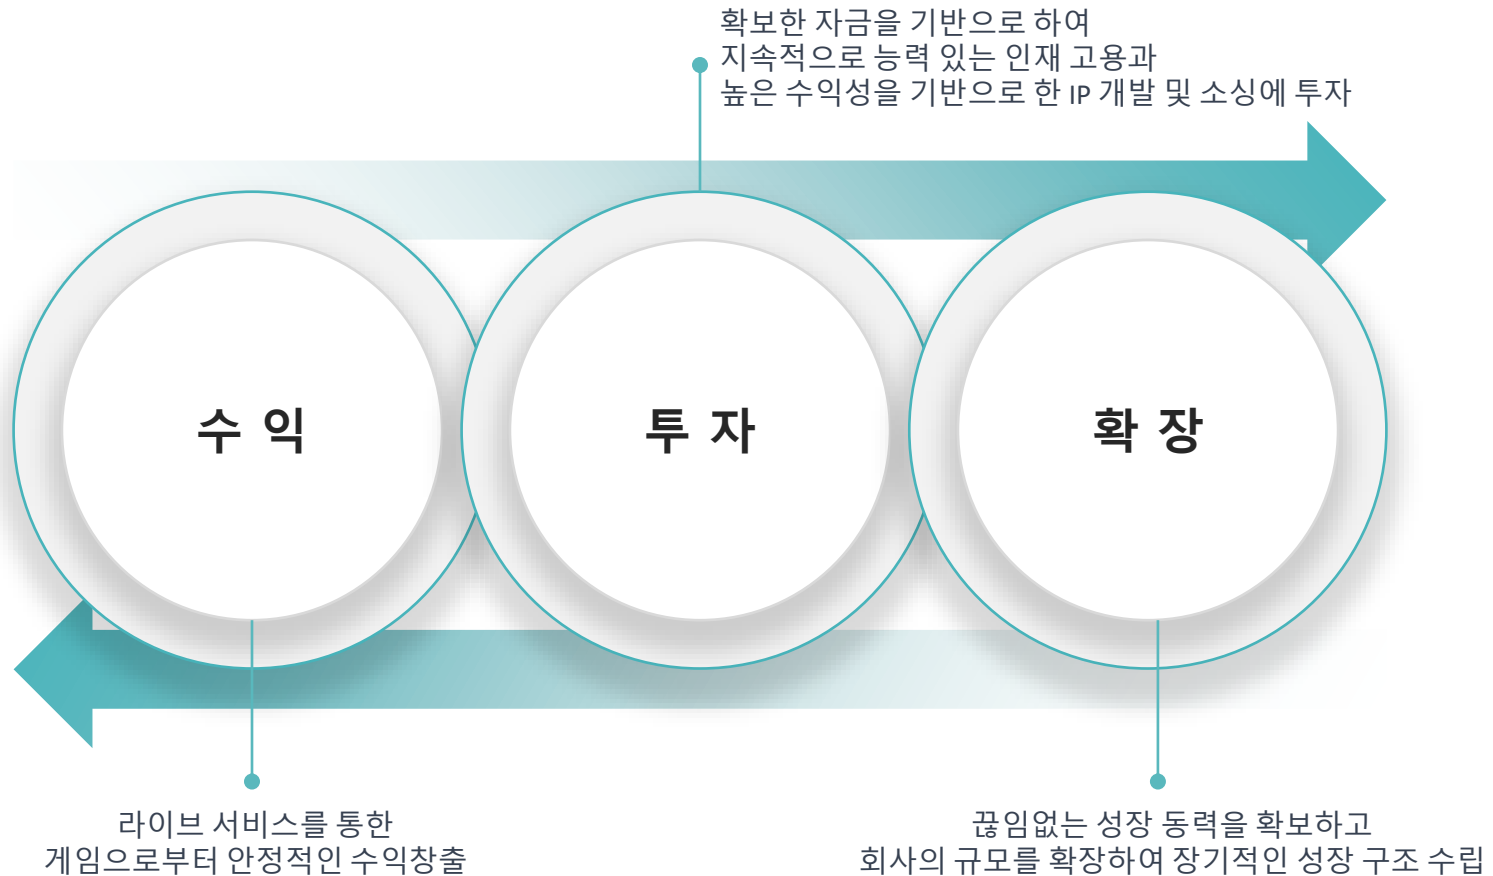 확보한 자금을 기반으로 하여
지속적으로 능력 있는 인재 고용과
높은 수익성을 기반으로 한 IP 개발 및 소싱에 투자
수 익
투 자
확 장
라이브 서비스를 통한
게임으로부터 안정적인 수익창출
끊임없는 성장 동력을 확보하고
회사의 규모를 확장하여 장기적인 성장 구조 수립